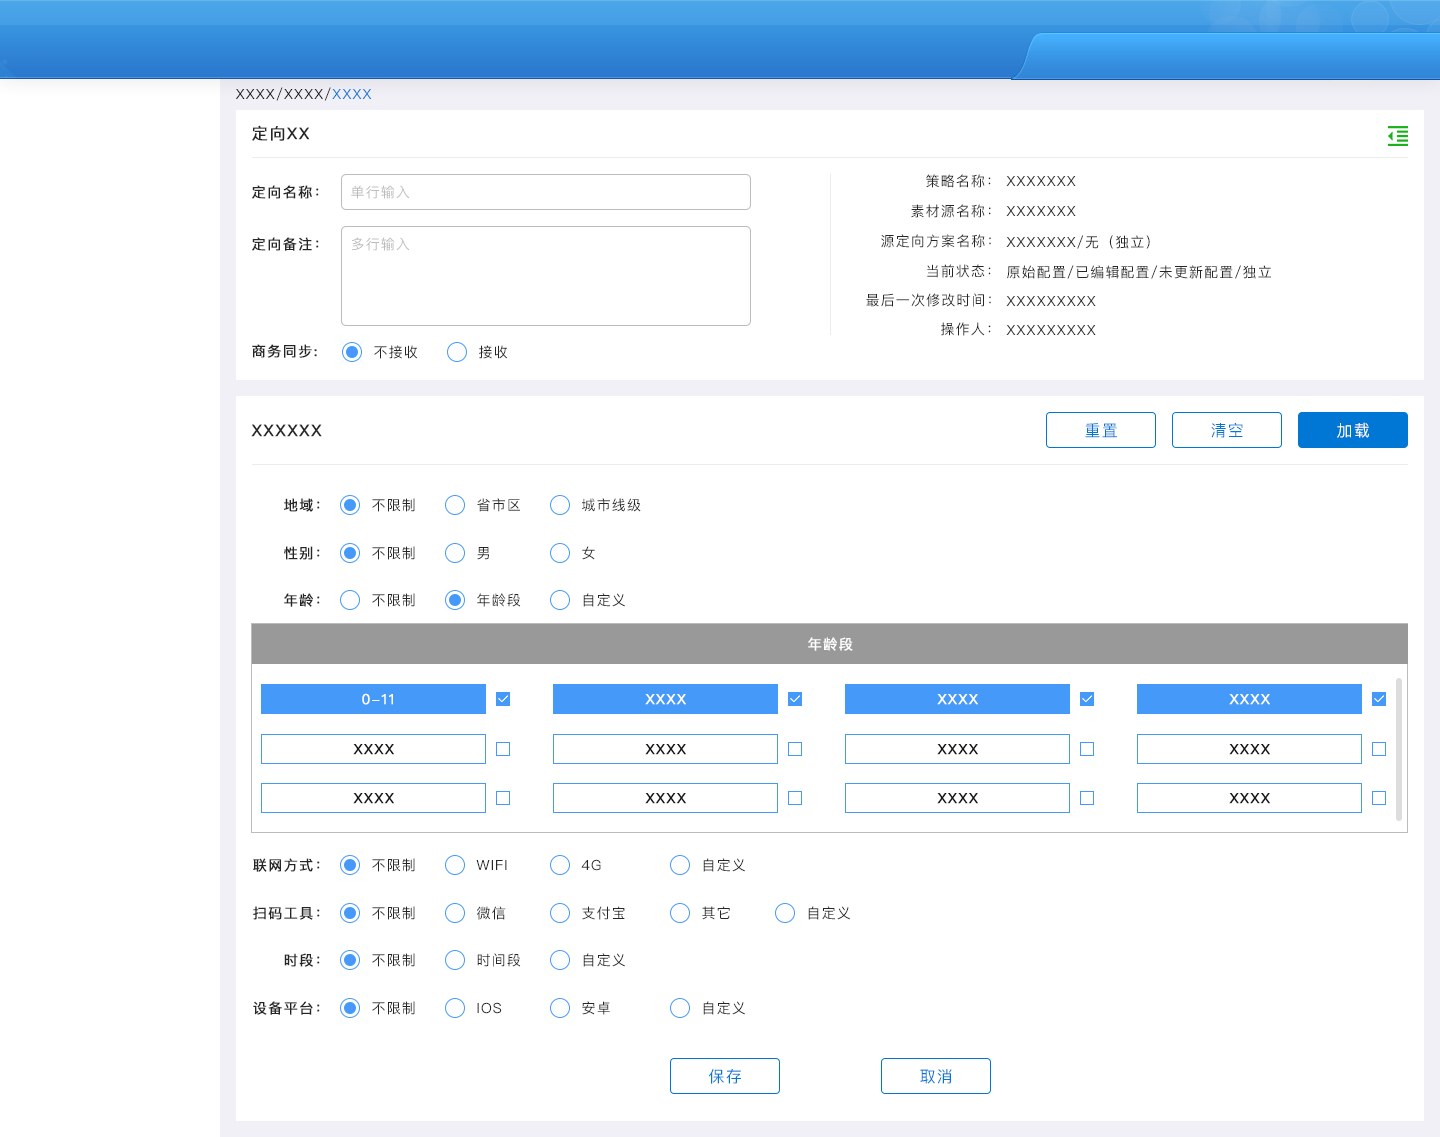 XXXX/XXXX/XXXX
定向XX
定向名称： 单行输入
定向备注： 多行输入
商务同步： 不接收 接收
策略名称： XXXXXXX
素材源名称： XXXXXXX
源定向方案名称： XXXXXXX/无（独立）
当前状态： 原始配置/已编辑配置/未更新配置/独立
最后一次修改时间： XXXXXXXXX
操作人： XXXXXXXXX
XXXXXX 重置 清空 加载
地域： 不限制 省市区 城市线级
性别： 不限制 男 女
年龄： 不限制 年龄段 自定义
年龄段
0–11 XXXX XXXX XXXX
XXXX XXXX XXXX XXXX
XXXX XXXX XXXX XXXX
联网方式： 不限制 WIFI 4G 自定义
扫码工具： 不限制 微信 支付宝 其它 自定义
时段： 不限制 时间段 自定义
设备平台： 不限制 IOS 安卓 自定义
保存 取消